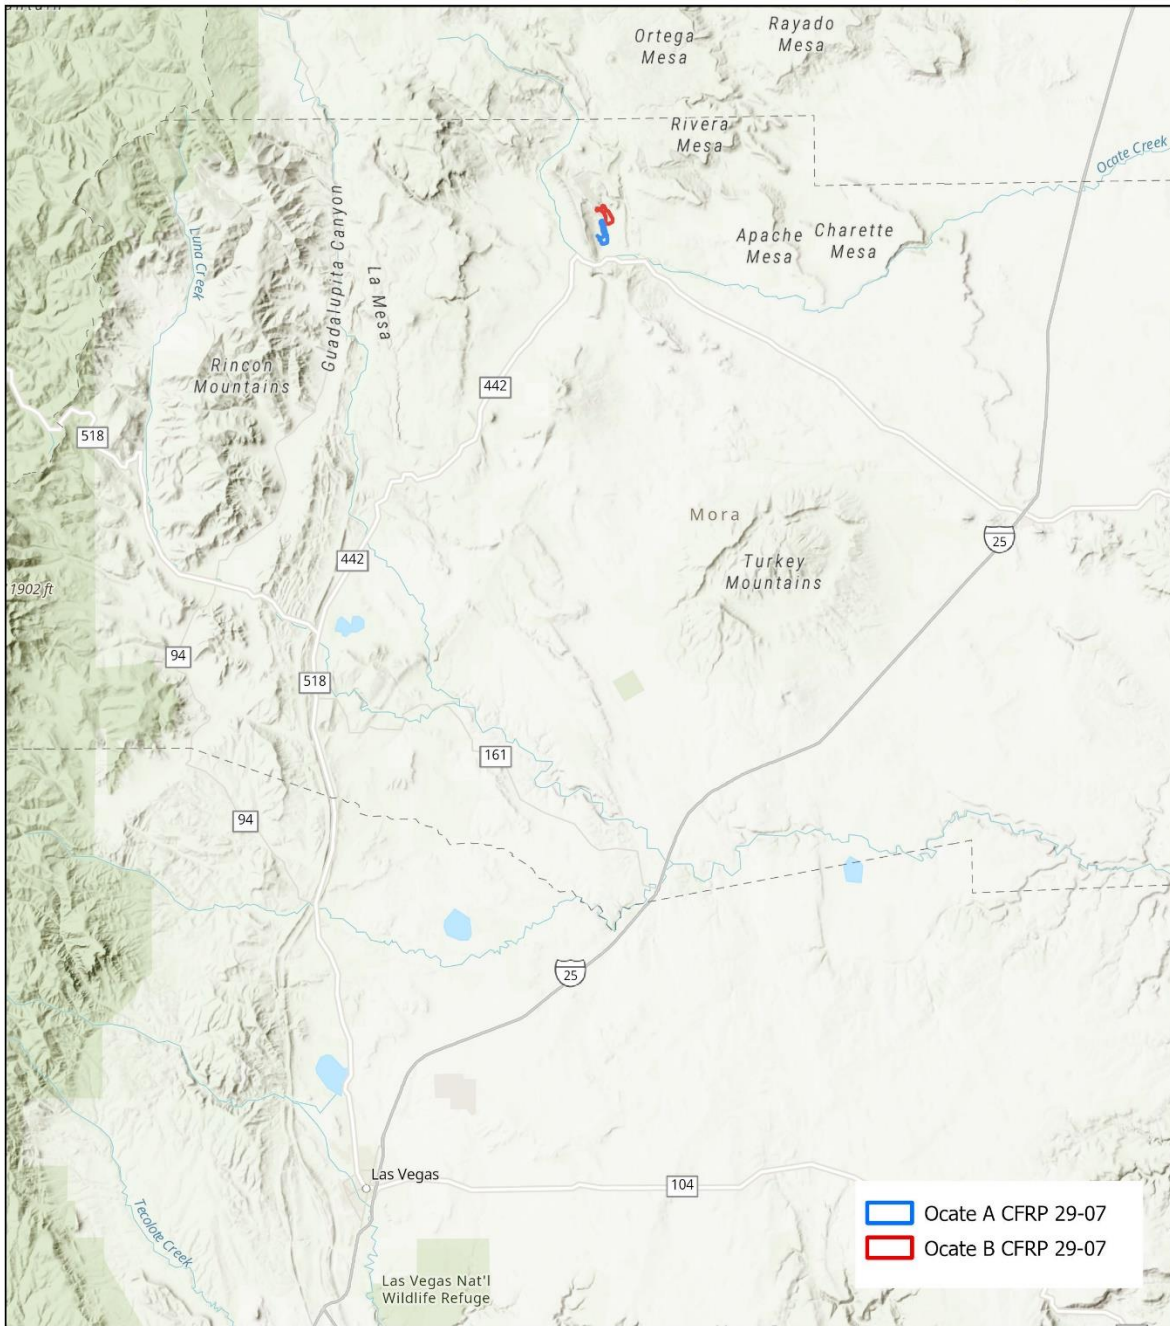 Ortega
Mesa
Rayado
Mesa
Rivera
Mesa
Ocate Creek
Guadalupita Canyon
Luna Creek
La Mesa
Apache
Mesa
Charette
Mesa
Rincon
Mountains
442
518
Mora
25
442
Turkey
Mountains
11902 ft
94
518
161
94
25
Las Vegas
104
Tecolote Creek
Las Vegas Nat'l
Wildlife Refuge
Ocate A CFRP 29-07
Ocate B CFRP 29-07